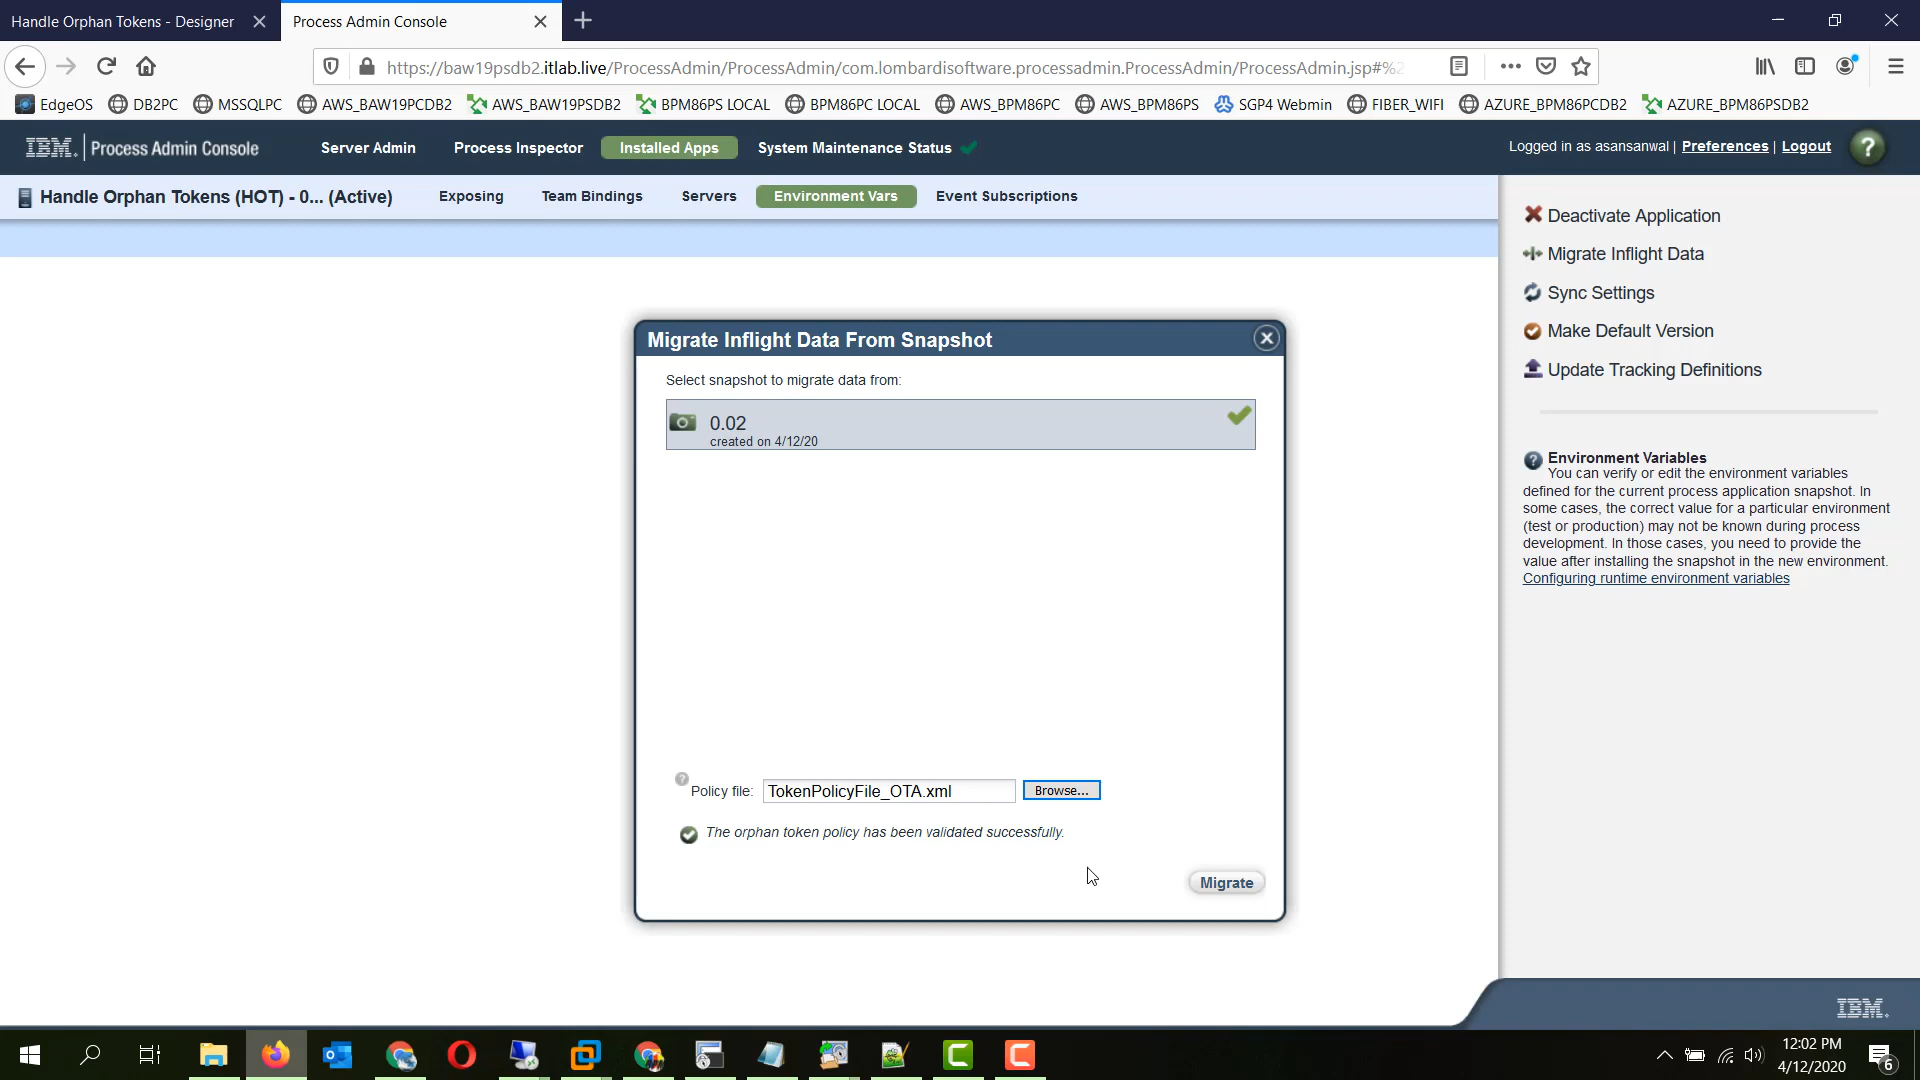 Handle Orphan Tokens - Designer
Process Admin Console
https://baw19psdb2.itlab.live/ProcessAdmin/ProcessAdmin/com.lombardisoftware.processadmin.ProcessAdmin/ProcessAdmin.jsp#%2
EdgeOS DB2PC MSSQLPC AWS_BAW19PCDB2 AWS_BAW19PSDB2 BPM86PS LOCAL BPM86PC LOCAL AWS_BPM86PC AWS_BPM86PS SGP4 Webmin FIBER_WIFI AZURE_BPM86PCDB2 AZURE_BPM86PSDB2
IBM. Process Admin Console Server Admin Process Inspector Installed Apps System Maintenance Status Logged in as asansanwal | Preferences | Logout ?
Handle Orphan Tokens (HOT) - 0... (Active) Exposing Team Bindings Servers Environment Vars Event Subscriptions
Deactivate Application
Migrate Inflight Data
Sync Settings
Make Default Version
Update Tracking Definitions
Environment Variables
You can verify or edit the environment variables
defined for the current process application snapshot. In
some cases, the correct value for a particular environment
(test or production) may not be known during process
development. In those cases, you need to provide the
value after installing the snapshot in the new environment.
Configuring runtime environment variables
Migrate Inflight Data From Snapshot
Select snapshot to migrate data from:
0.02
created on 4/12/20
Policy file: TokenPolicyFile_OTA.xml Browse...
The orphan token policy has been validated successfully.
Migrate
IBM.
12:02 PM
4/12/2020
6